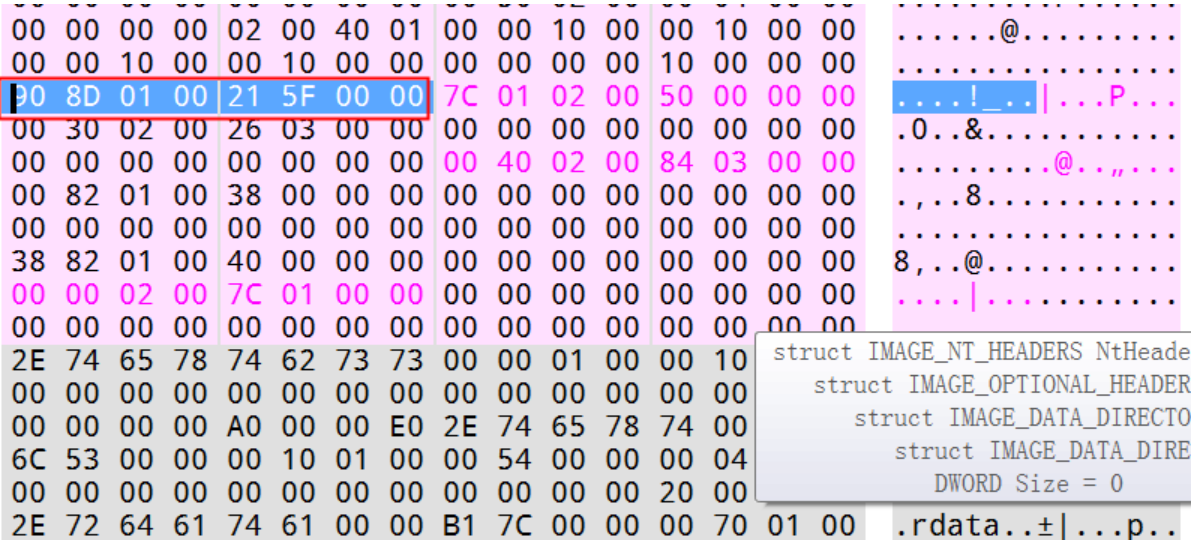 00 00 00 00 02 00 40 01 00 00 10 00 00 10 00 00 ......@.........
00 00 10 00 00 10 00 00 00 00 00 00 10 00 00 00 ................
90 8D 01 00 21 5F 00 00 7C 01 02 00 50 00 00 00 ....!_..|...P...
00 30 02 00 26 03 00 00 00 00 00 00 00 00 00 00 .0..&...........
00 00 00 00 00 00 00 00 00 40 02 00 84 03 00 00 .........@..„...
00 82 01 00 38 00 00 00 00 00 00 00 00 00 00 00 .‚..8...........
00 00 00 00 00 00 00 00 00 00 00 00 00 00 00 00 ................
38 82 01 00 40 00 00 00 00 00 00 00 00 00 00 00 8‚..@...........
00 00 02 00 7C 01 00 00 00 00 00 00 00 00 00 00 ....|...........
00 00 00 00 00 00 00 00 00 00 00 00 00 00 00 00
2E 74 65 78 74 62 73 73 00 00 01 00 00 10
00 00 00 00 00 00 00 00 00 00 00 00 00 00
00 00 00 00 A0 00 00 E0 2E 74 65 78 74 00
6C 53 00 00 00 10 01 00 00 54 00 00 00 04
00 00 00 00 00 00 00 00 00 00 00 00 20 00
2E 72 64 61 74 61 00 00 B1 7C 00 00 00 70 01 00 .rdata..±|...p..
struct IMAGE_NT_HEADERS NtHeade
struct IMAGE_OPTIONAL_HEADER
struct IMAGE_DATA_DIRECTO
struct IMAGE_DATA_DIRE
DWORD Size = 0